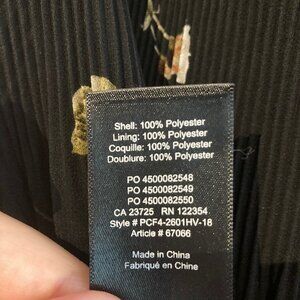 Shell: 100% Polyester
Lining: 100% Polyester
Coquille: 100% Polyester
Doublure: 100% Polyester
PO 4500082548
PO 4500082549
PO 4500082550
CA 23725 RN 122354
Style # PCF4-2601HV-18
Article # 67066
Made in China
Fabriqué en Chine